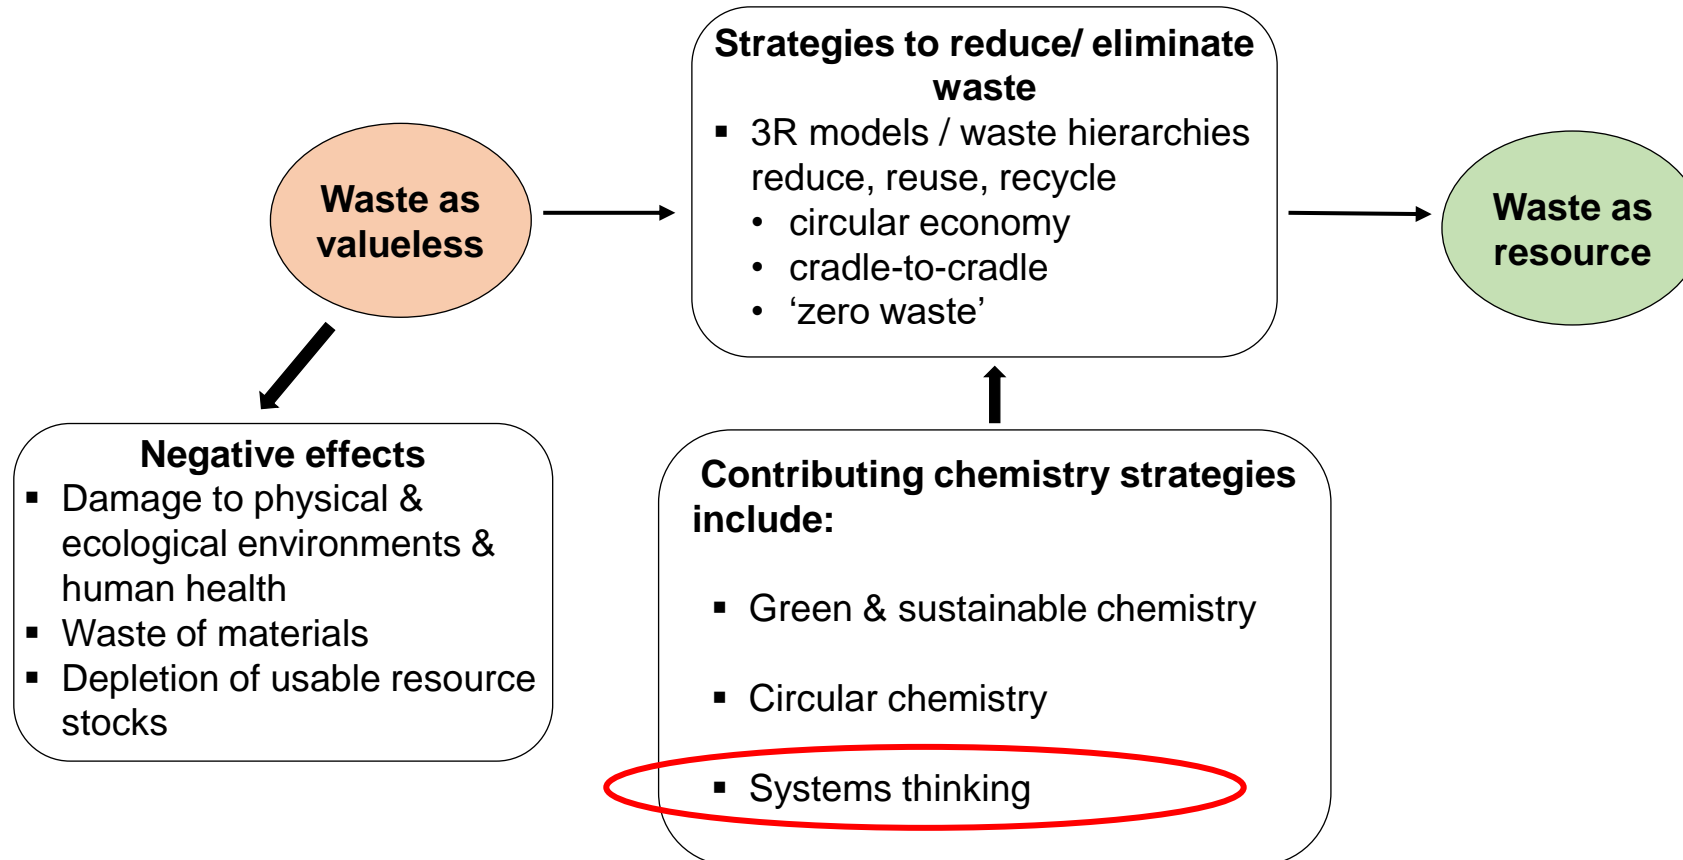 Strategies to reduce/ eliminate
waste
▪ 3R models / waste hierarchies
reduce, reuse, recycle
• circular economy
• cradle-to-cradle
• ‘zero waste’
Waste as
valueless
Waste as
resource
Negative effects
▪ Damage to physical &
ecological environments &
human health
▪ Waste of materials
▪ Depletion of usable resource
stocks
Contributing chemistry strategies
include:
▪ Green & sustainable chemistry
▪ Circular chemistry
▪ Systems thinking